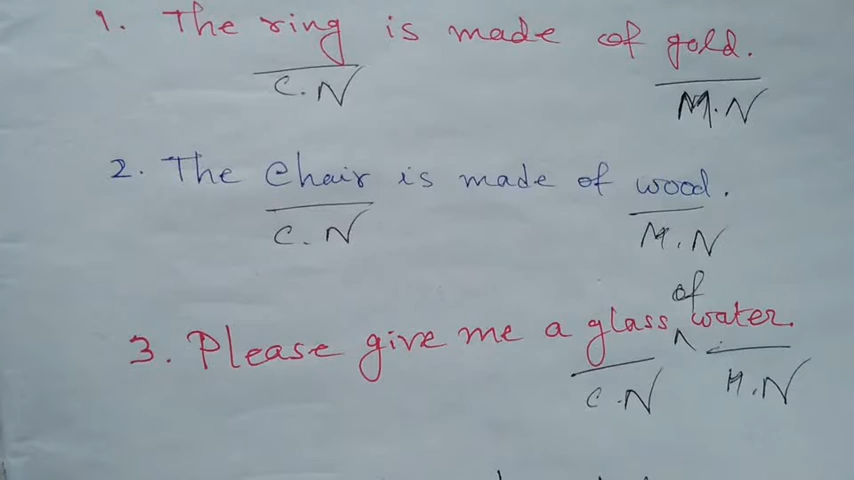 1. The ring is made of gold.
C.N M.N
2. The chair is made of wood.
C.N M.N
of
3. Please give me a glass ^ water.
C.N M.N